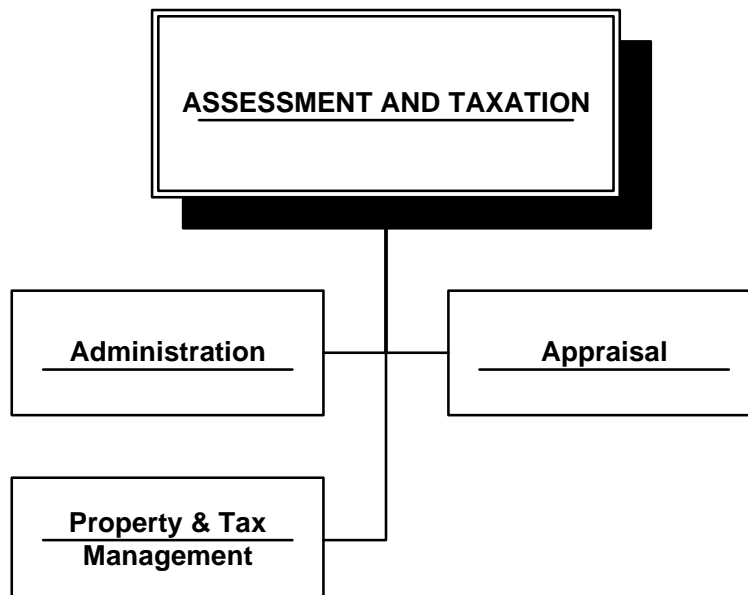 ASSESSMENT AND TAXATION
Administration
Appraisal
Property & Tax
Management